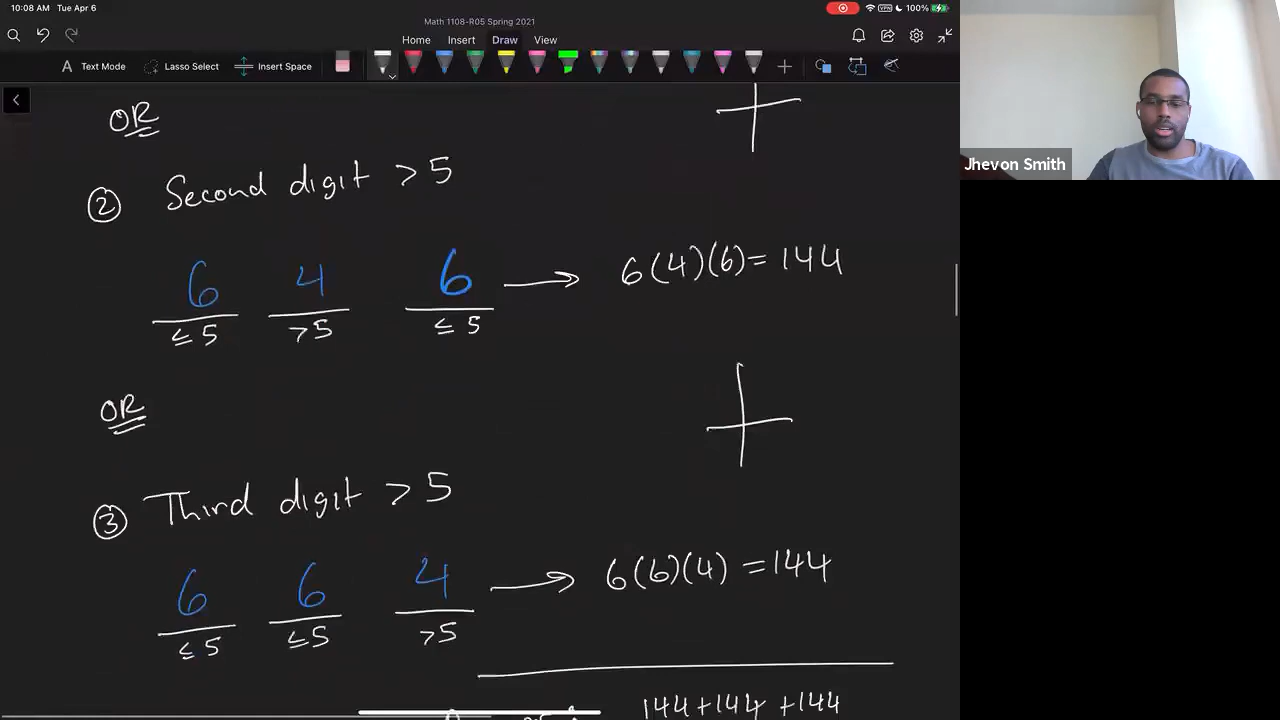 10:08 AM Tue Apr 6
VPN 100%
Math 1108-R05 Spring 2021
Home Insert Draw View
Text Mode Lasso Select Insert Space
Jhevon Smith
OR
② Second digit > 5
6 4 6 → 6(4)(6) = 144
≤ 5 > 5 ≤ 5
OR
③ Third digit > 5
6 6 4 → 6(6)(4) = 144
≤ 5 ≤ 5 > 5
144 + 144 + 144